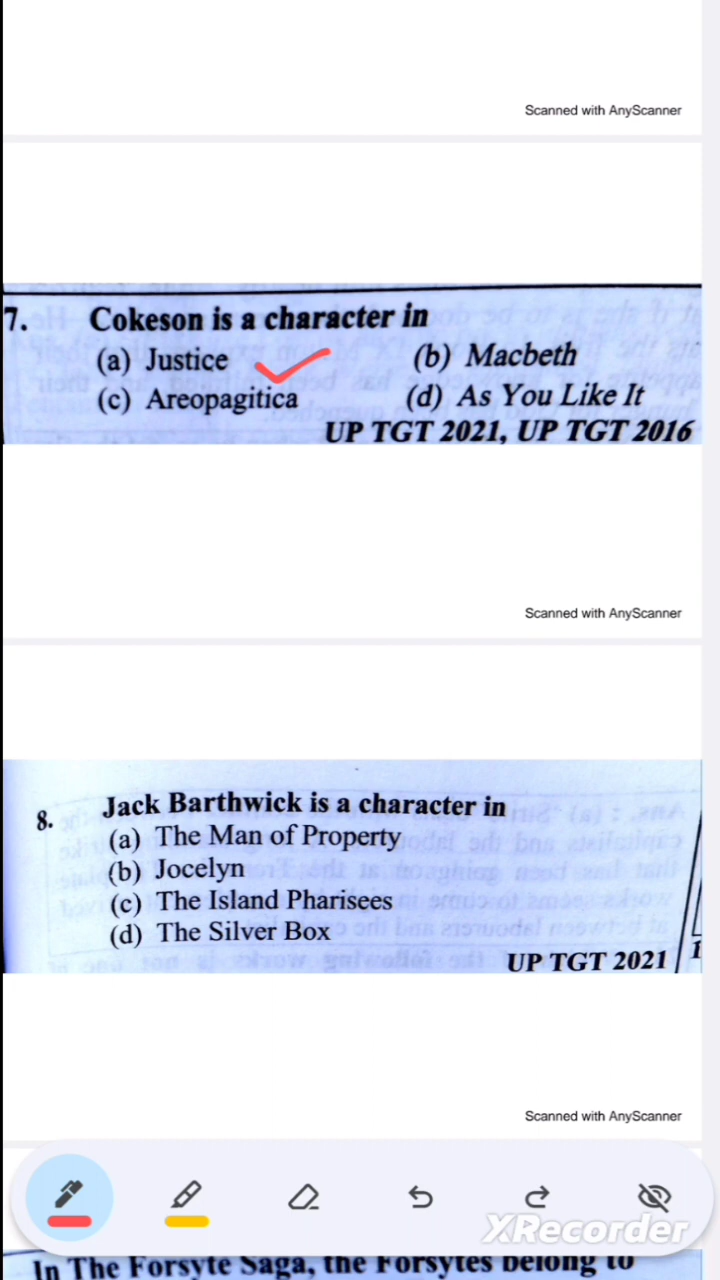 Scanned with AnyScanner
7. Cokeson is a character in
(a) Justice (b) Macbeth
(c) Areopagitica (d) As You Like It
UP TGT 2021, UP TGT 2016
Scanned with AnyScanner
8. Jack Barthwick is a character in
(a) The Man of Property
(b) Jocelyn
(c) The Island Pharisees
(d) The Silver Box
UP TGT 2021
Scanned with AnyScanner
XRecorder
In The Forsyte Saga, the Forsytes belong to